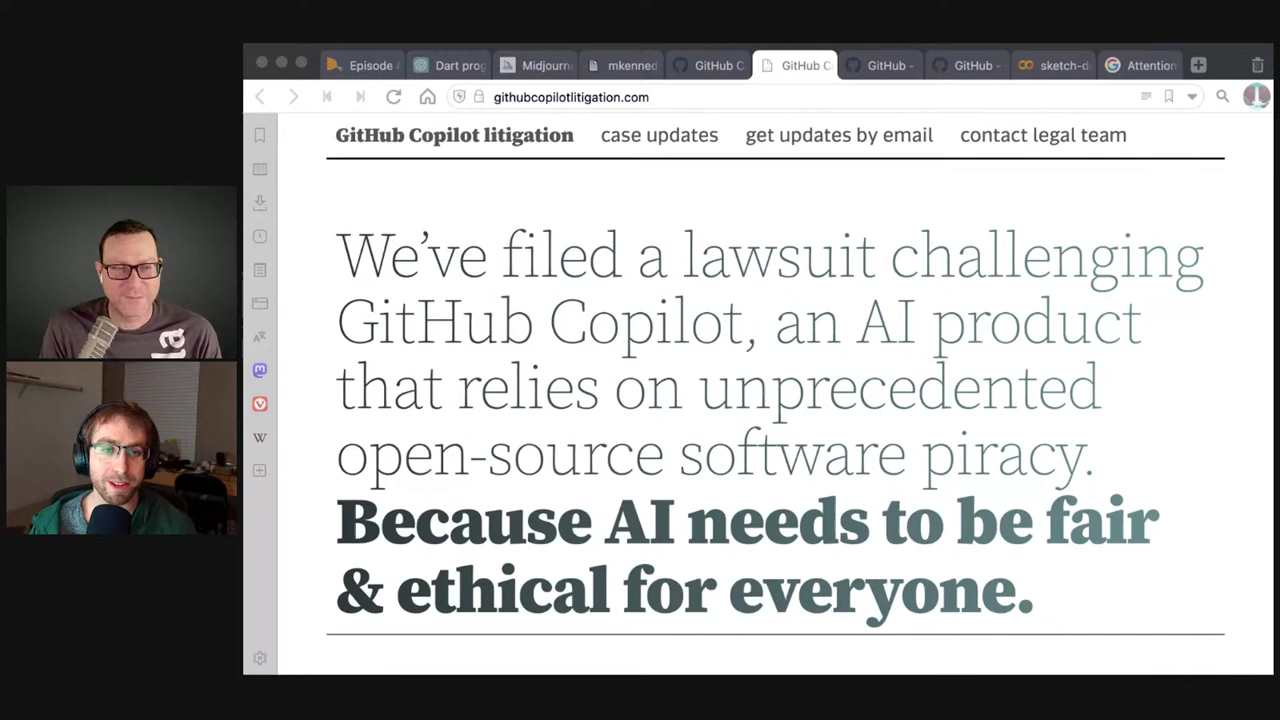 Episode
Dart prog
Midjourn
mkenned
GitHub C
GitHub C
GitHub -
GitHub -
sketch-d
Attention
githubcopilotlitigation.com
GitHub Copilot litigation case updates get updates by email contact legal team
We've filed a lawsuit challenging
GitHub Copilot, an AI product
that relies on unprecedented
open-source software piracy.
Because AI needs to be fair
& ethical for everyone.
W